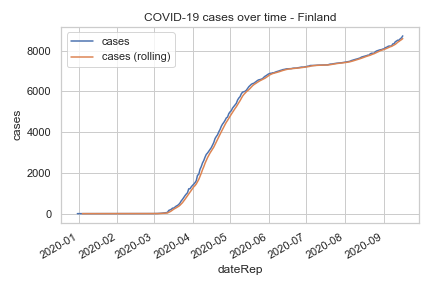 COVID-19 cases over time - Finland
cases
cases (rolling)
8000
6000
4000
2000
0
cases
2020-01
2020-02
2020-03
2020-04
2020-05
2020-06
2020-07
2020-08
2020-09
dateRep